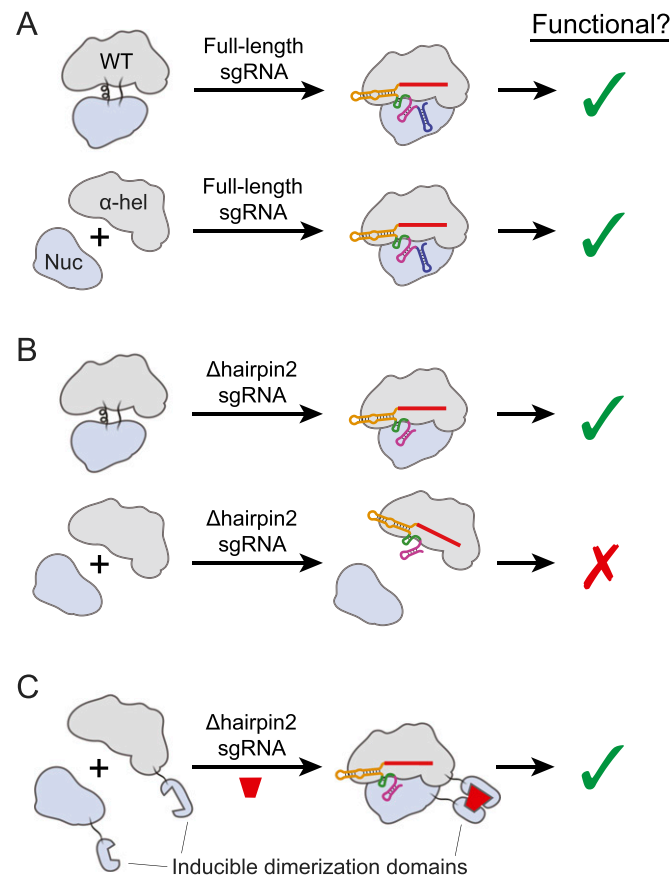 A
Functional?
WT
Full-length
sgRNA
Full-length
sgRNA
α-hel
+
Nuc
B
Δhairpin2
sgRNA
Δhairpin2
sgRNA
+
C
Δhairpin2
sgRNA
+
Inducible dimerization domains